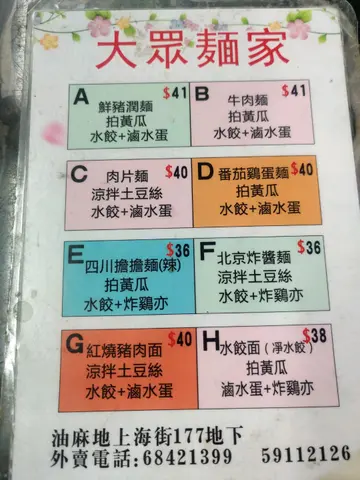 大眾麵家
A $41
鮮豬潤麵
拍黃瓜
水餃+滷水蛋
B $41
牛肉麵
拍黃瓜
水餃+滷水蛋
C $40
肉片麵
涼拌土豆絲
水餃+滷水蛋
D $40
番茄鷄蛋麵
拍黃瓜
水餃+滷水蛋
E $36
四川擔擔麵(辣)
拍黃瓜
水餃+炸鷄亦
F $36
北京炸醬麵
涼拌土豆絲
水餃+炸鷄亦
G $40
紅燒豬肉面
涼拌土豆絲
水餃+滷水蛋
H $38
水餃面(凈水餃)
拍黃瓜
滷水蛋+炸鷄亦
油麻地上海街177地下
外賣電話:68421399 59112126